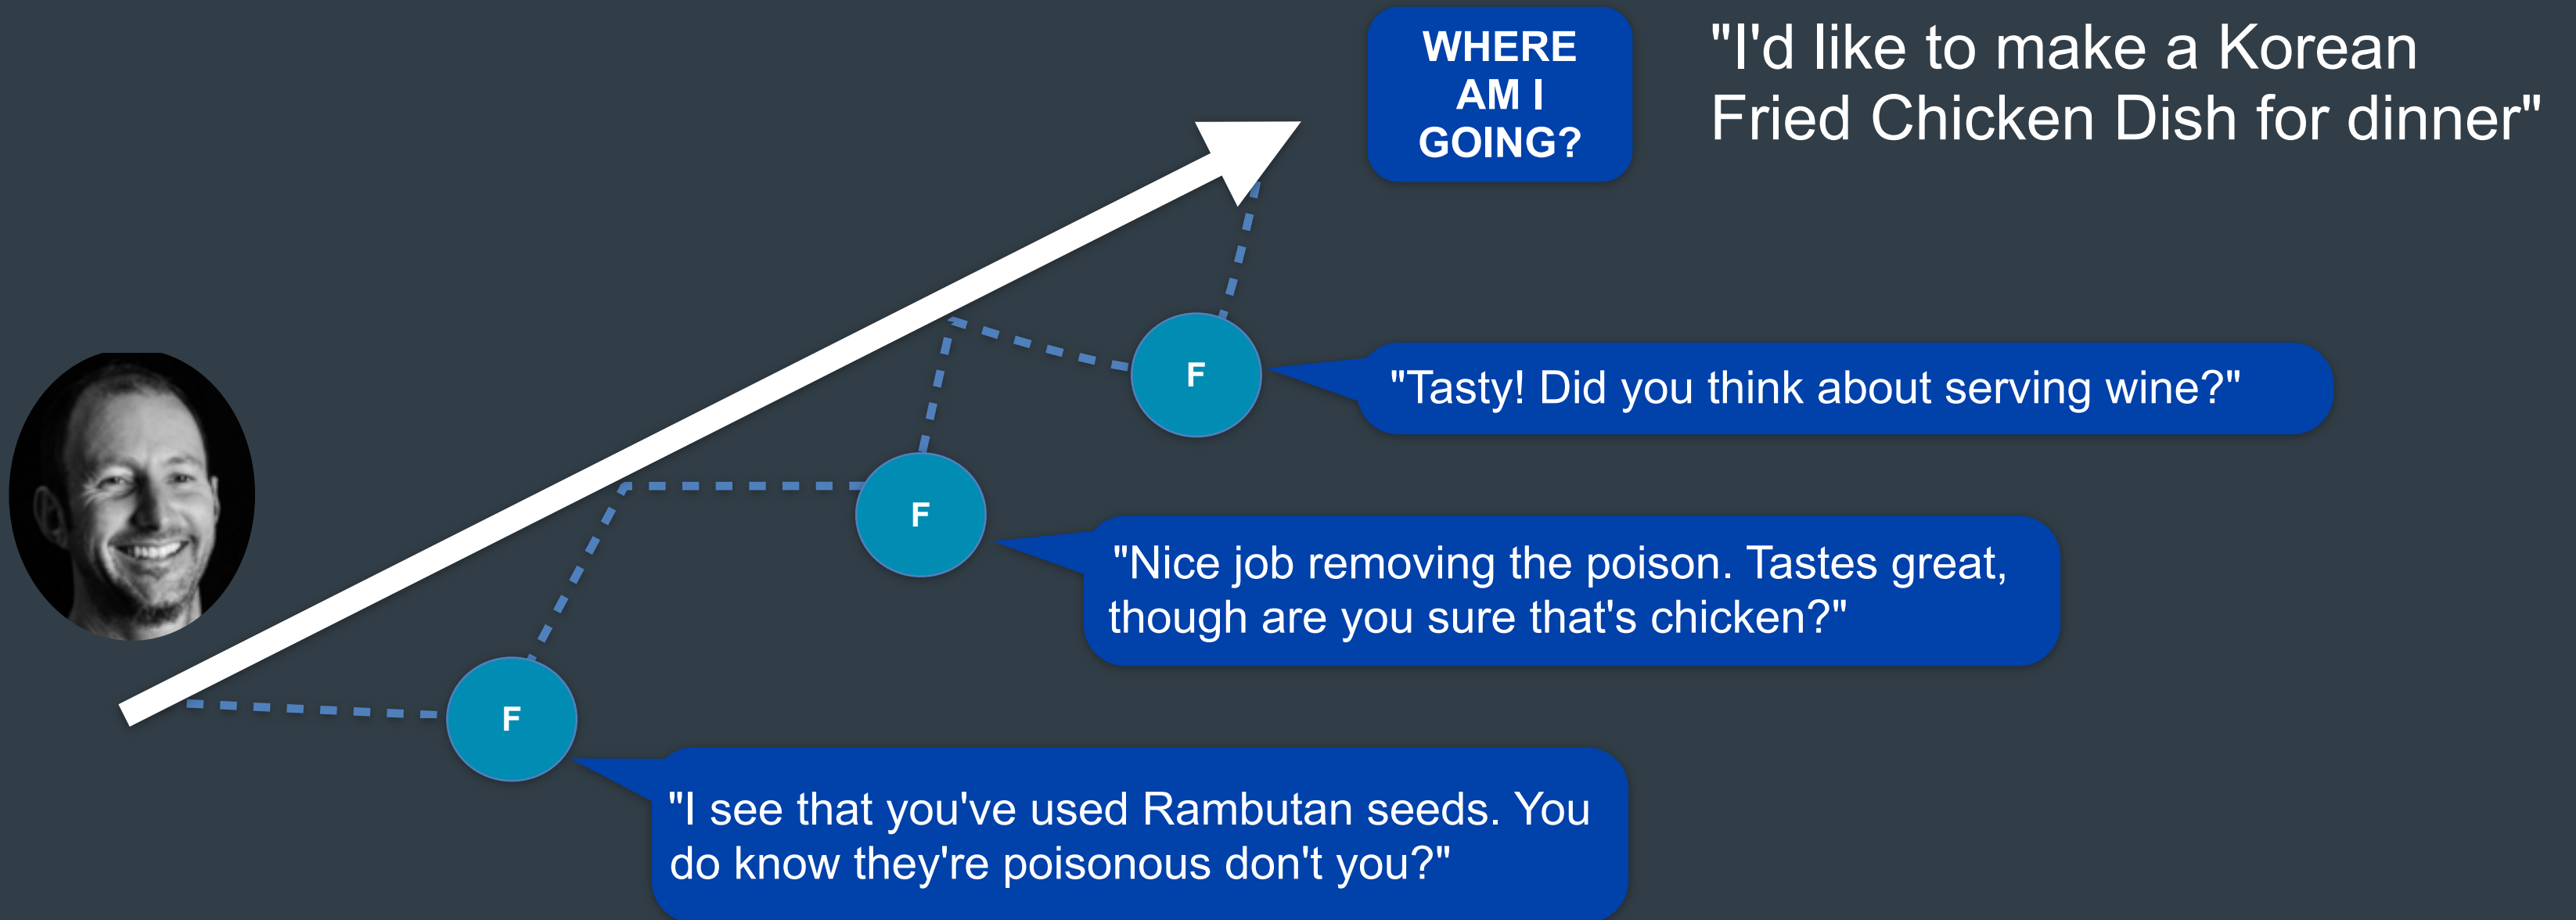 WHERE
AM I
GOING?
"I'd like to make a Korean
Fried Chicken Dish for dinner"
F
"Tasty! Did you think about serving wine?"
F
"Nice job removing the poison. Tastes great,
though are you sure that's chicken?"
F
"I see that you've used Rambutan seeds. You
do know they're poisonous don't you?"